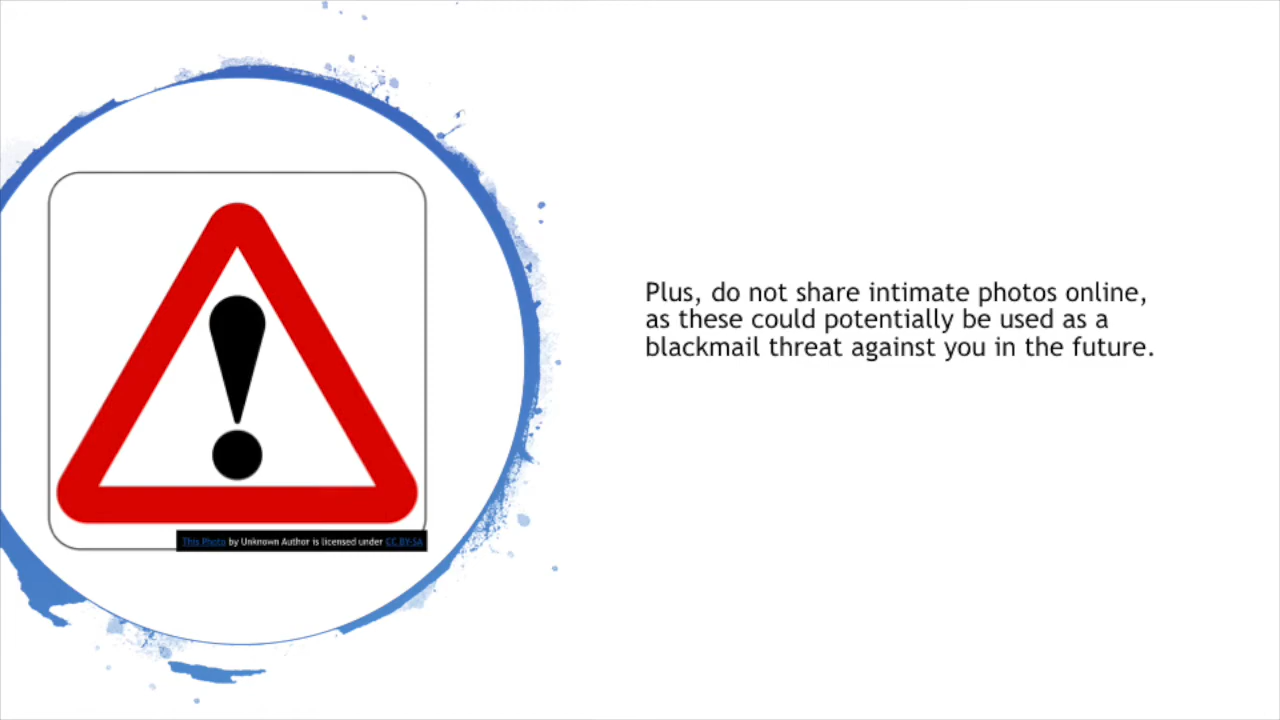 Plus, do not share intimate photos online,
as these could potentially be used as a
blackmail threat against you in the future.
This Photo by Unknown Author is licensed under CC BY-SA